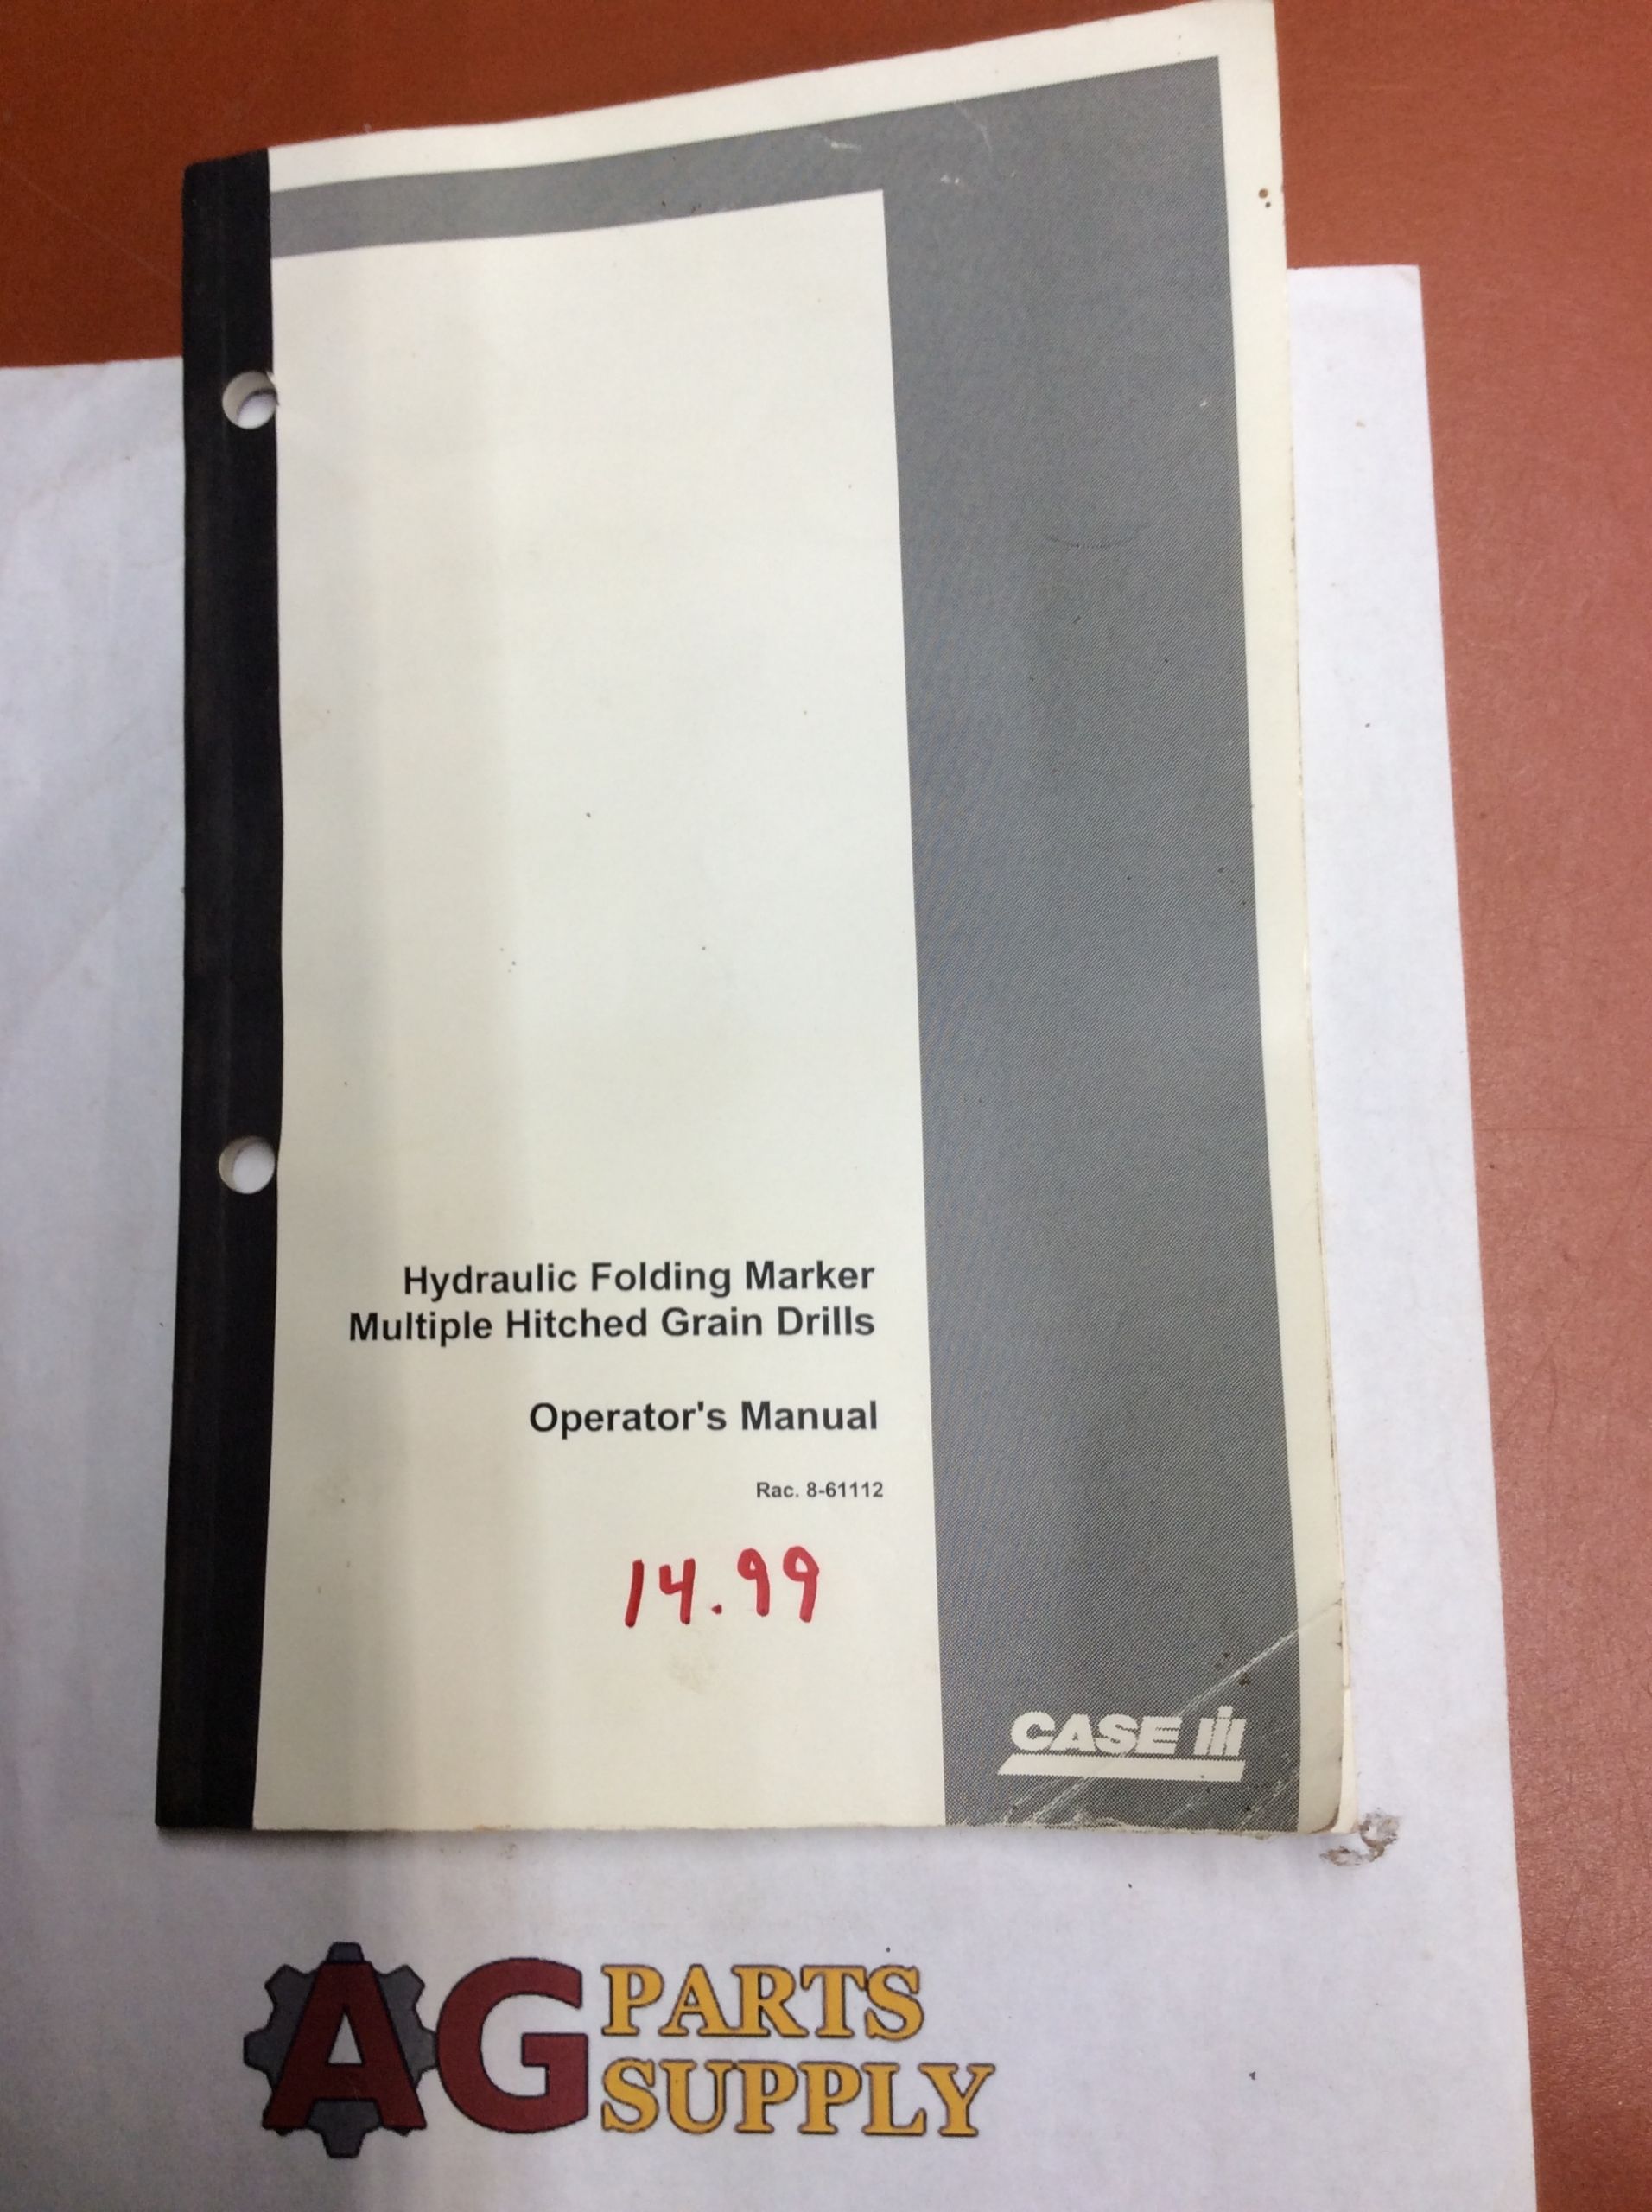 Hydraulic Folding Marker
Multiple Hitched Grain Drills
Operator's Manual
Rac. 8-61112
14.99
CASE IH
AG PARTS
SUPPLY